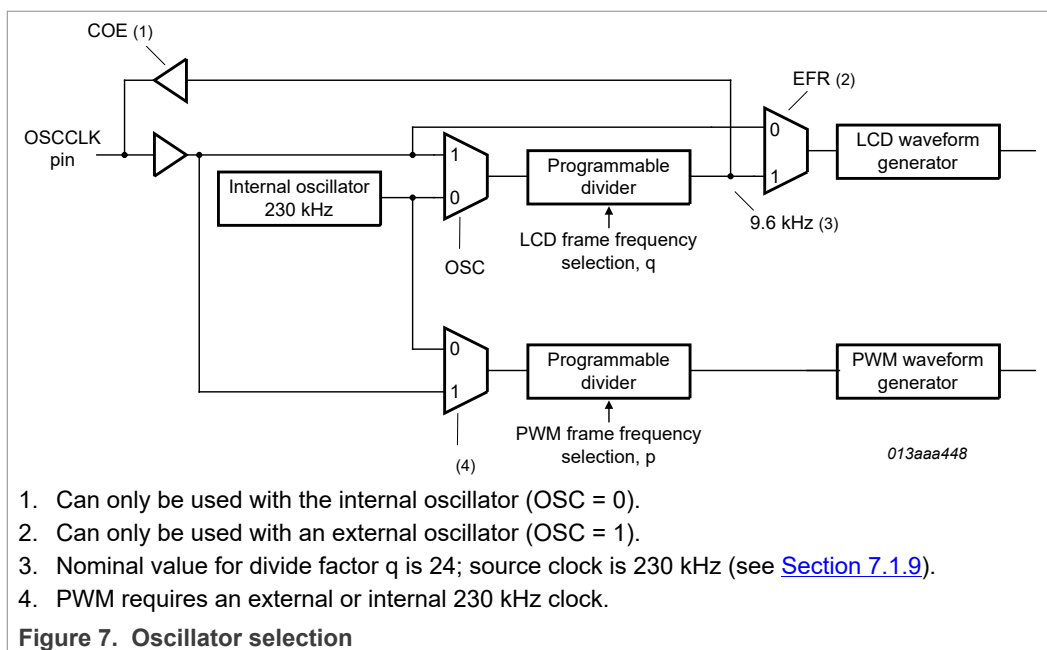 COE (1)
EFR (2)
OSCCLK
pin
0
1
LCD waveform
generator
1
0
Programmable
divider
Internal oscillator
230 kHz
9.6 kHz (3)
LCD frame frequency
selection, q
OSC
0
1
Programmable
divider
PWM waveform
generator
PWM frame frequency
selection, p
(4)
013aaa448
1. Can only be used with the internal oscillator (OSC = 0).
2. Can only be used with an external oscillator (OSC = 1).
3. Nominal value for divide factor q is 24; source clock is 230 kHz (see Section 7.1.9).
4. PWM requires an external or internal 230 kHz clock.
Figure 7. Oscillator selection